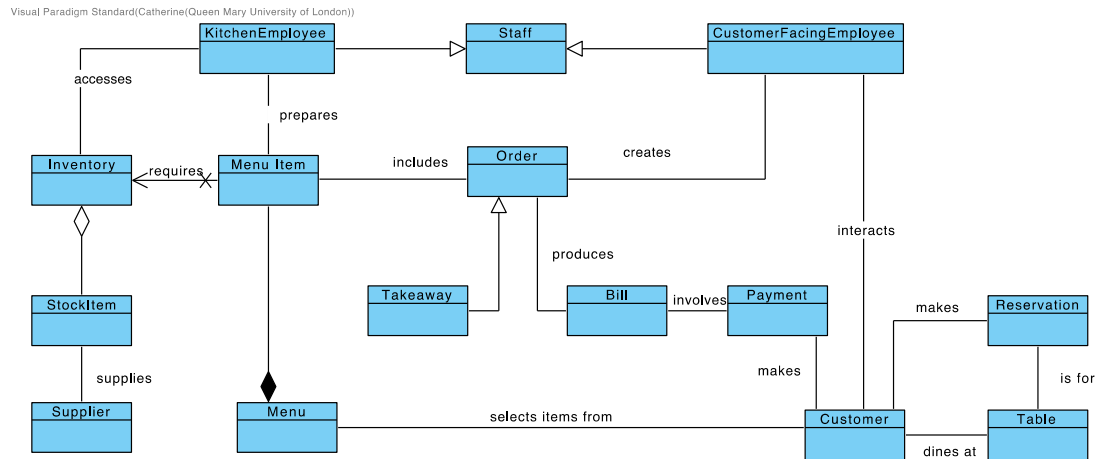 Visual Paradigm Standard(Catherine(Queen Mary University of London))
KitchenEmployee
Staff
CustomerFacingEmployee
accesses
prepares
Inventory
requires
Menu Item
includes
Order
creates
interacts
produces
StockItem
Takeaway
Bill
involves
Payment
makes
Reservation
supplies
makes
is for
Supplier
Menu
selects items from
Customer
Table
dines at